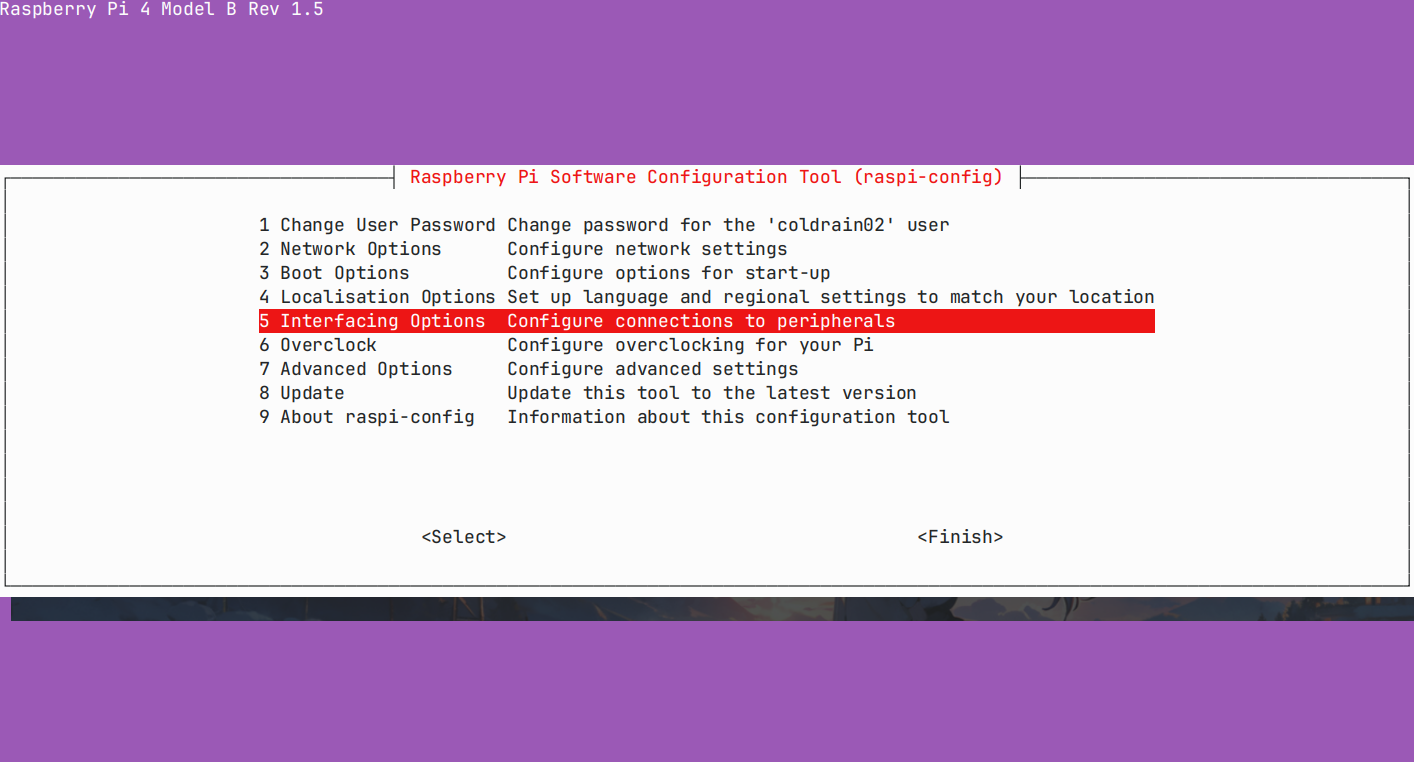 Raspberry Pi 4 Model B Rev 1.5
Raspberry Pi Software Configuration Tool (raspi-config)
1 Change User Password Change password for the 'coldrain02' user
2 Network Options Configure network settings
3 Boot Options Configure options for start-up
4 Localisation Options Set up language and regional settings to match your location
5 Interfacing Options Configure connections to peripherals
6 Overclock Configure overclocking for your Pi
7 Advanced Options Configure advanced settings
8 Update Update this tool to the latest version
9 About raspi-config Information about this configuration tool
<Select> <Finish>